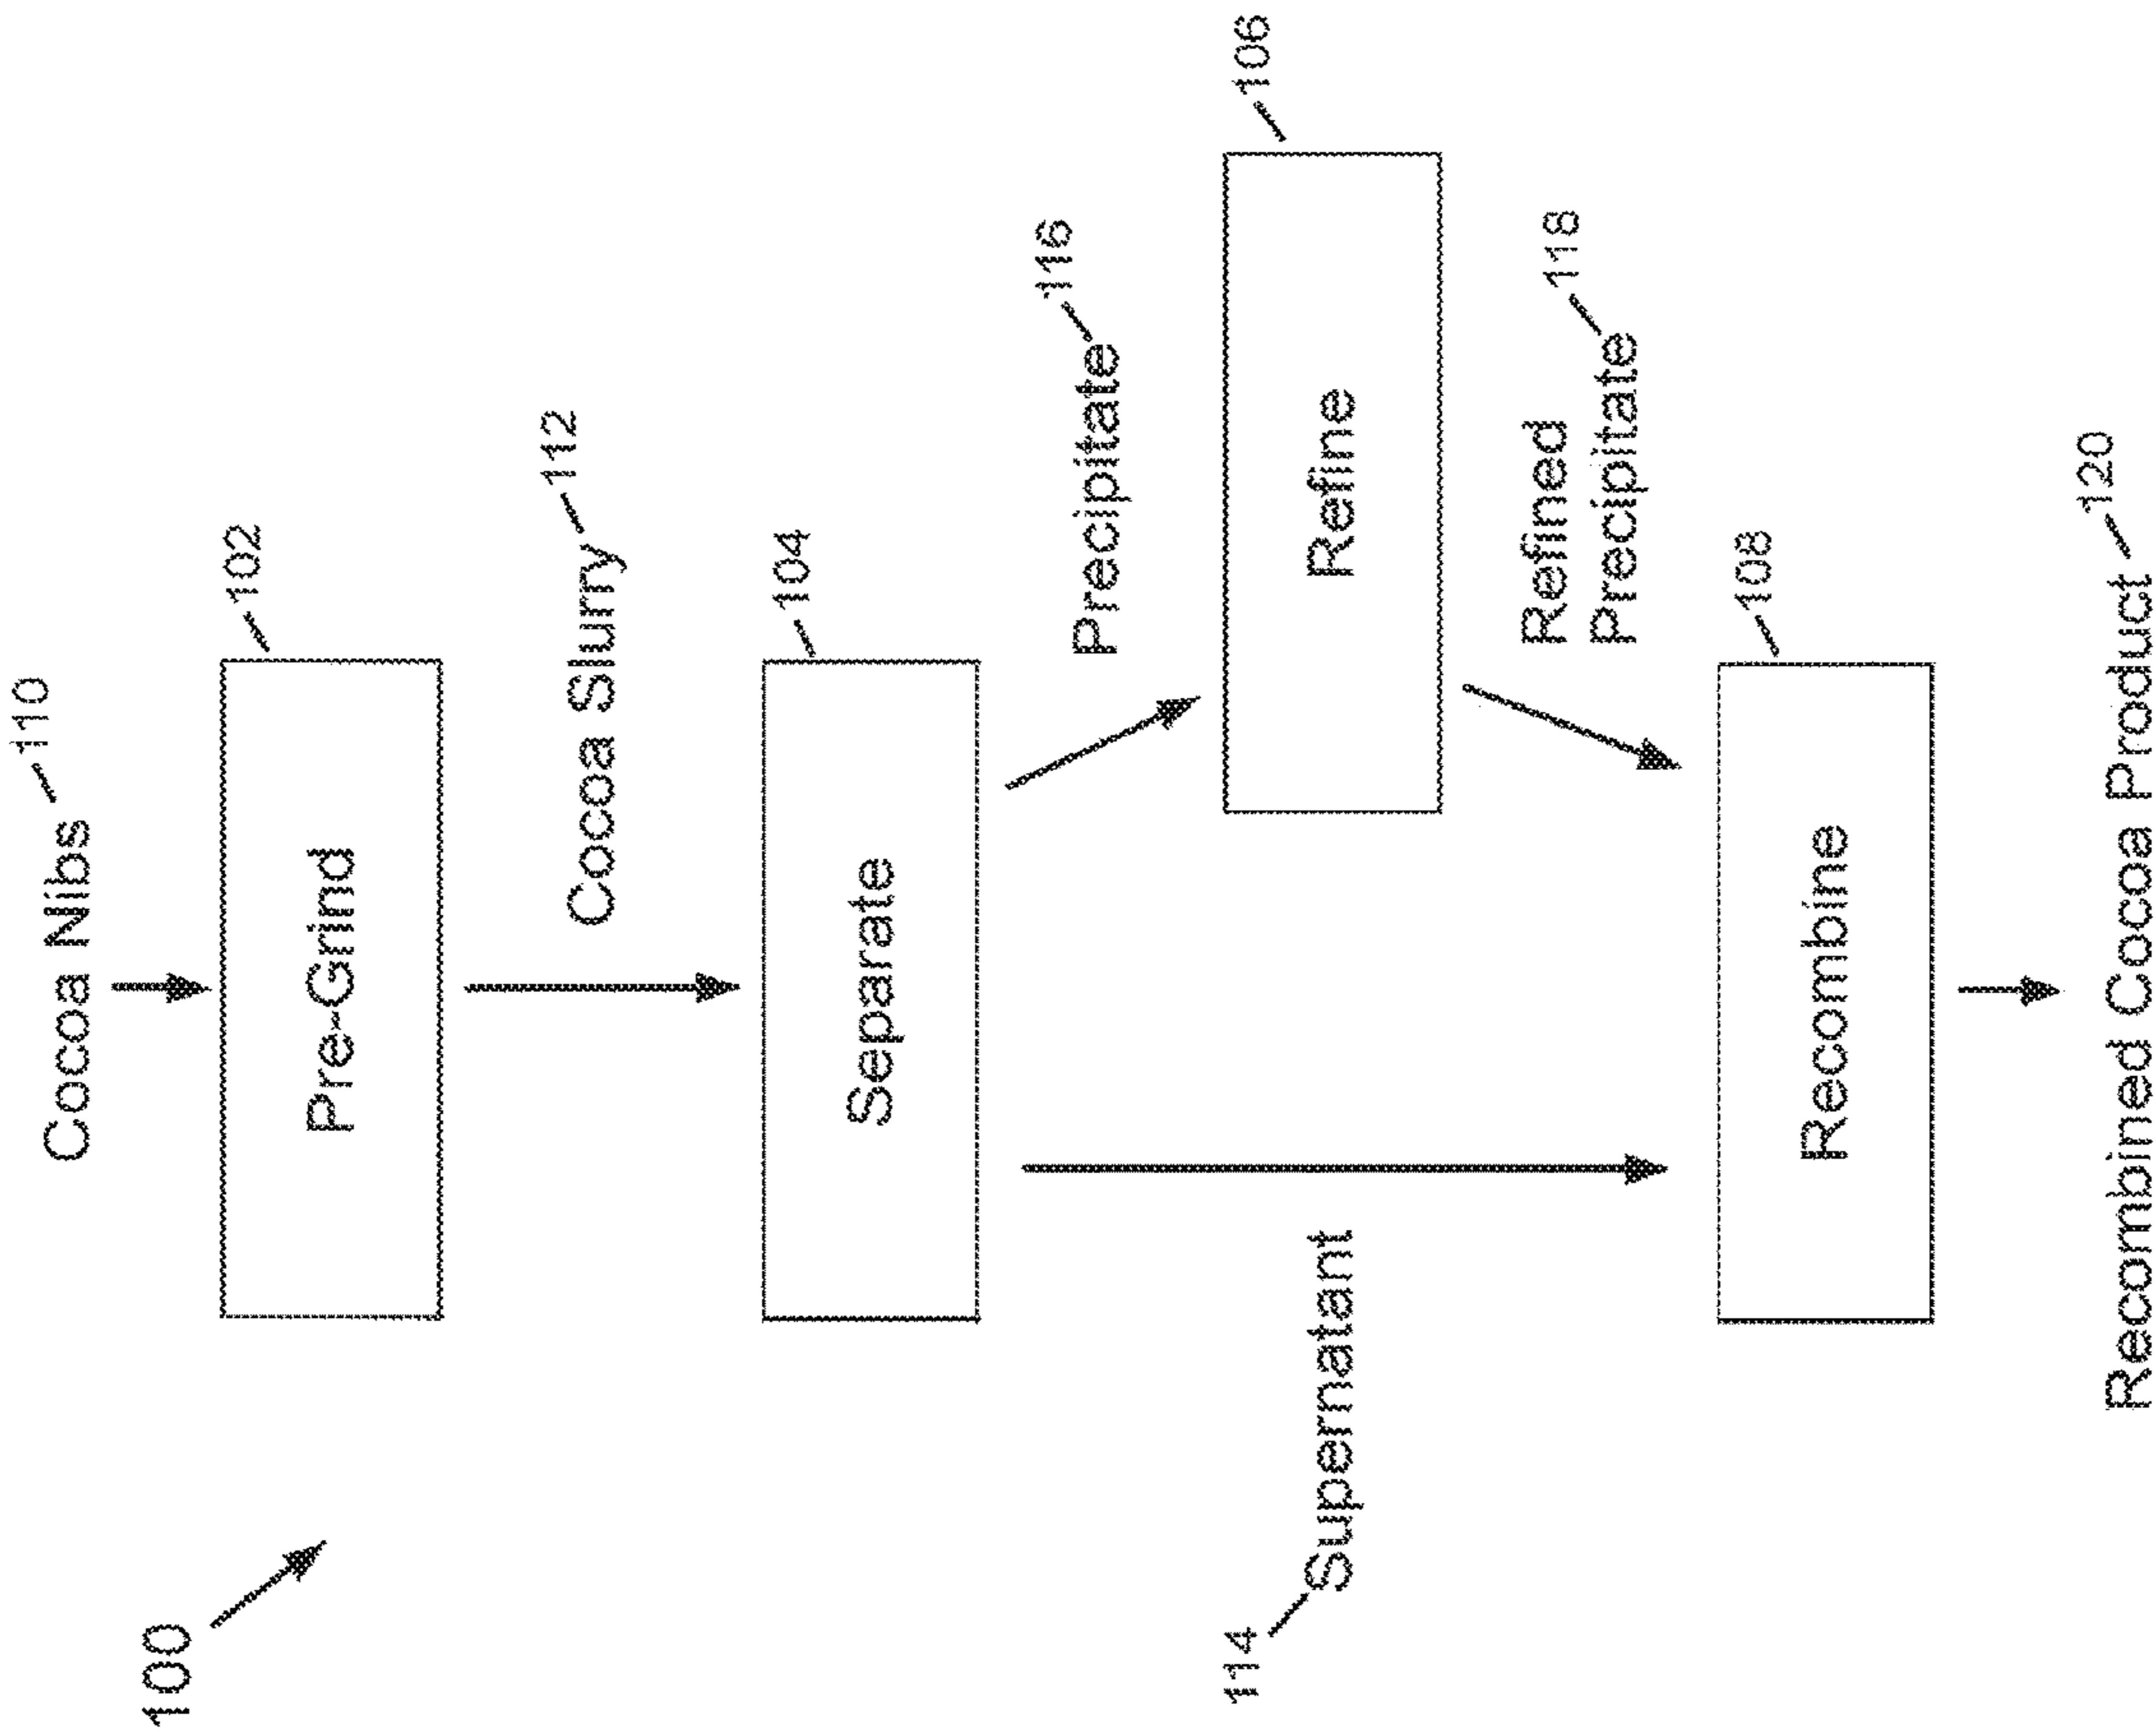 100
Cocoa Nibs 110
102
Pre-Grind
Cocoa Slurry 112
104
Separate
Precipitate 116
106
114 Supernatant
Refine
Refined
Precipitate 118
108
Recombine
Recombined Cocoa Product 120